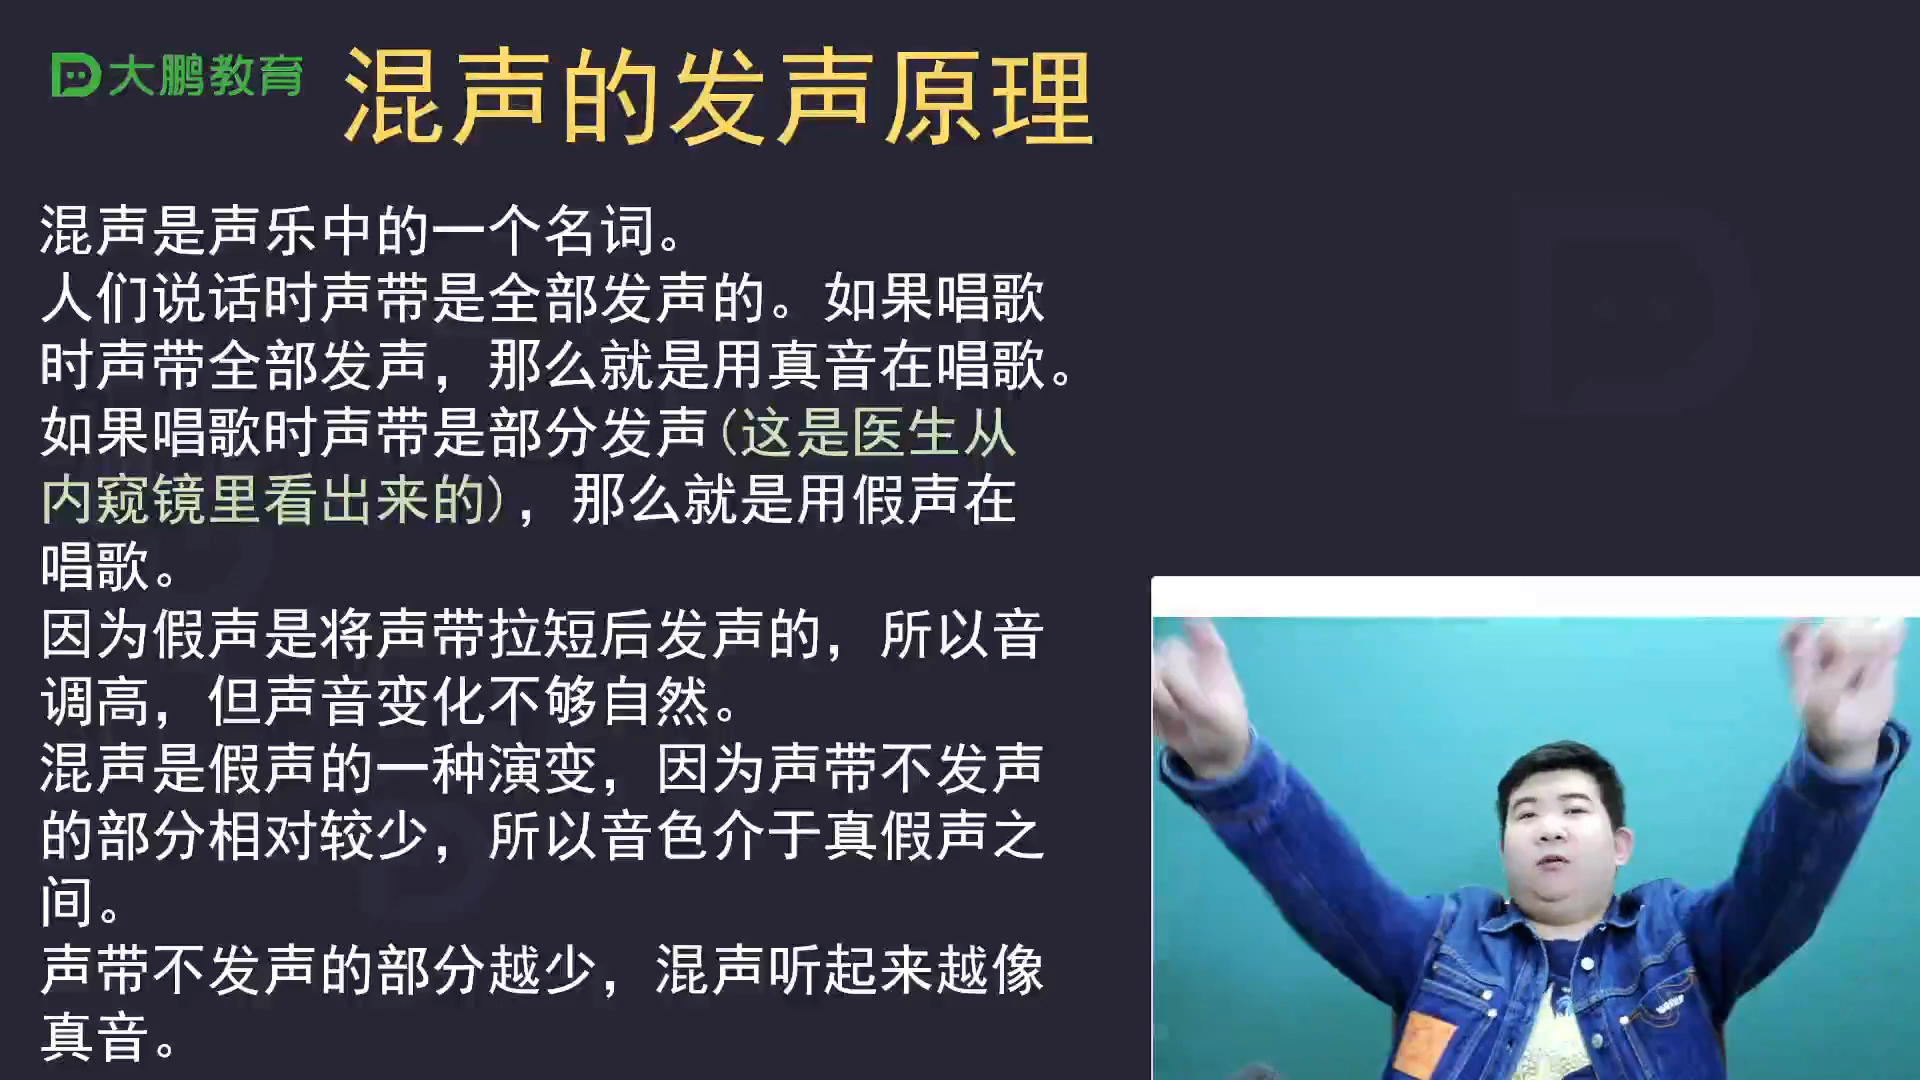 大鹏教育
混声的发声原理
混声是声乐中的一个名词。
人们说话时声带是全部发声的。如果唱歌
时声带全部发声，那么就是用真音在唱歌。
如果唱歌时声带是部分发声(这是医生从
内窥镜里看出来的)，那么就是用假声在
唱歌。
因为假声是将声带拉短后发声的，所以音
调高，但声音变化不够自然。
混声是假声的一种演变，因为声带不发声
的部分相对较少，所以音色介于真假声之
间。
声带不发声的部分越少，混声听起来越像
真音。